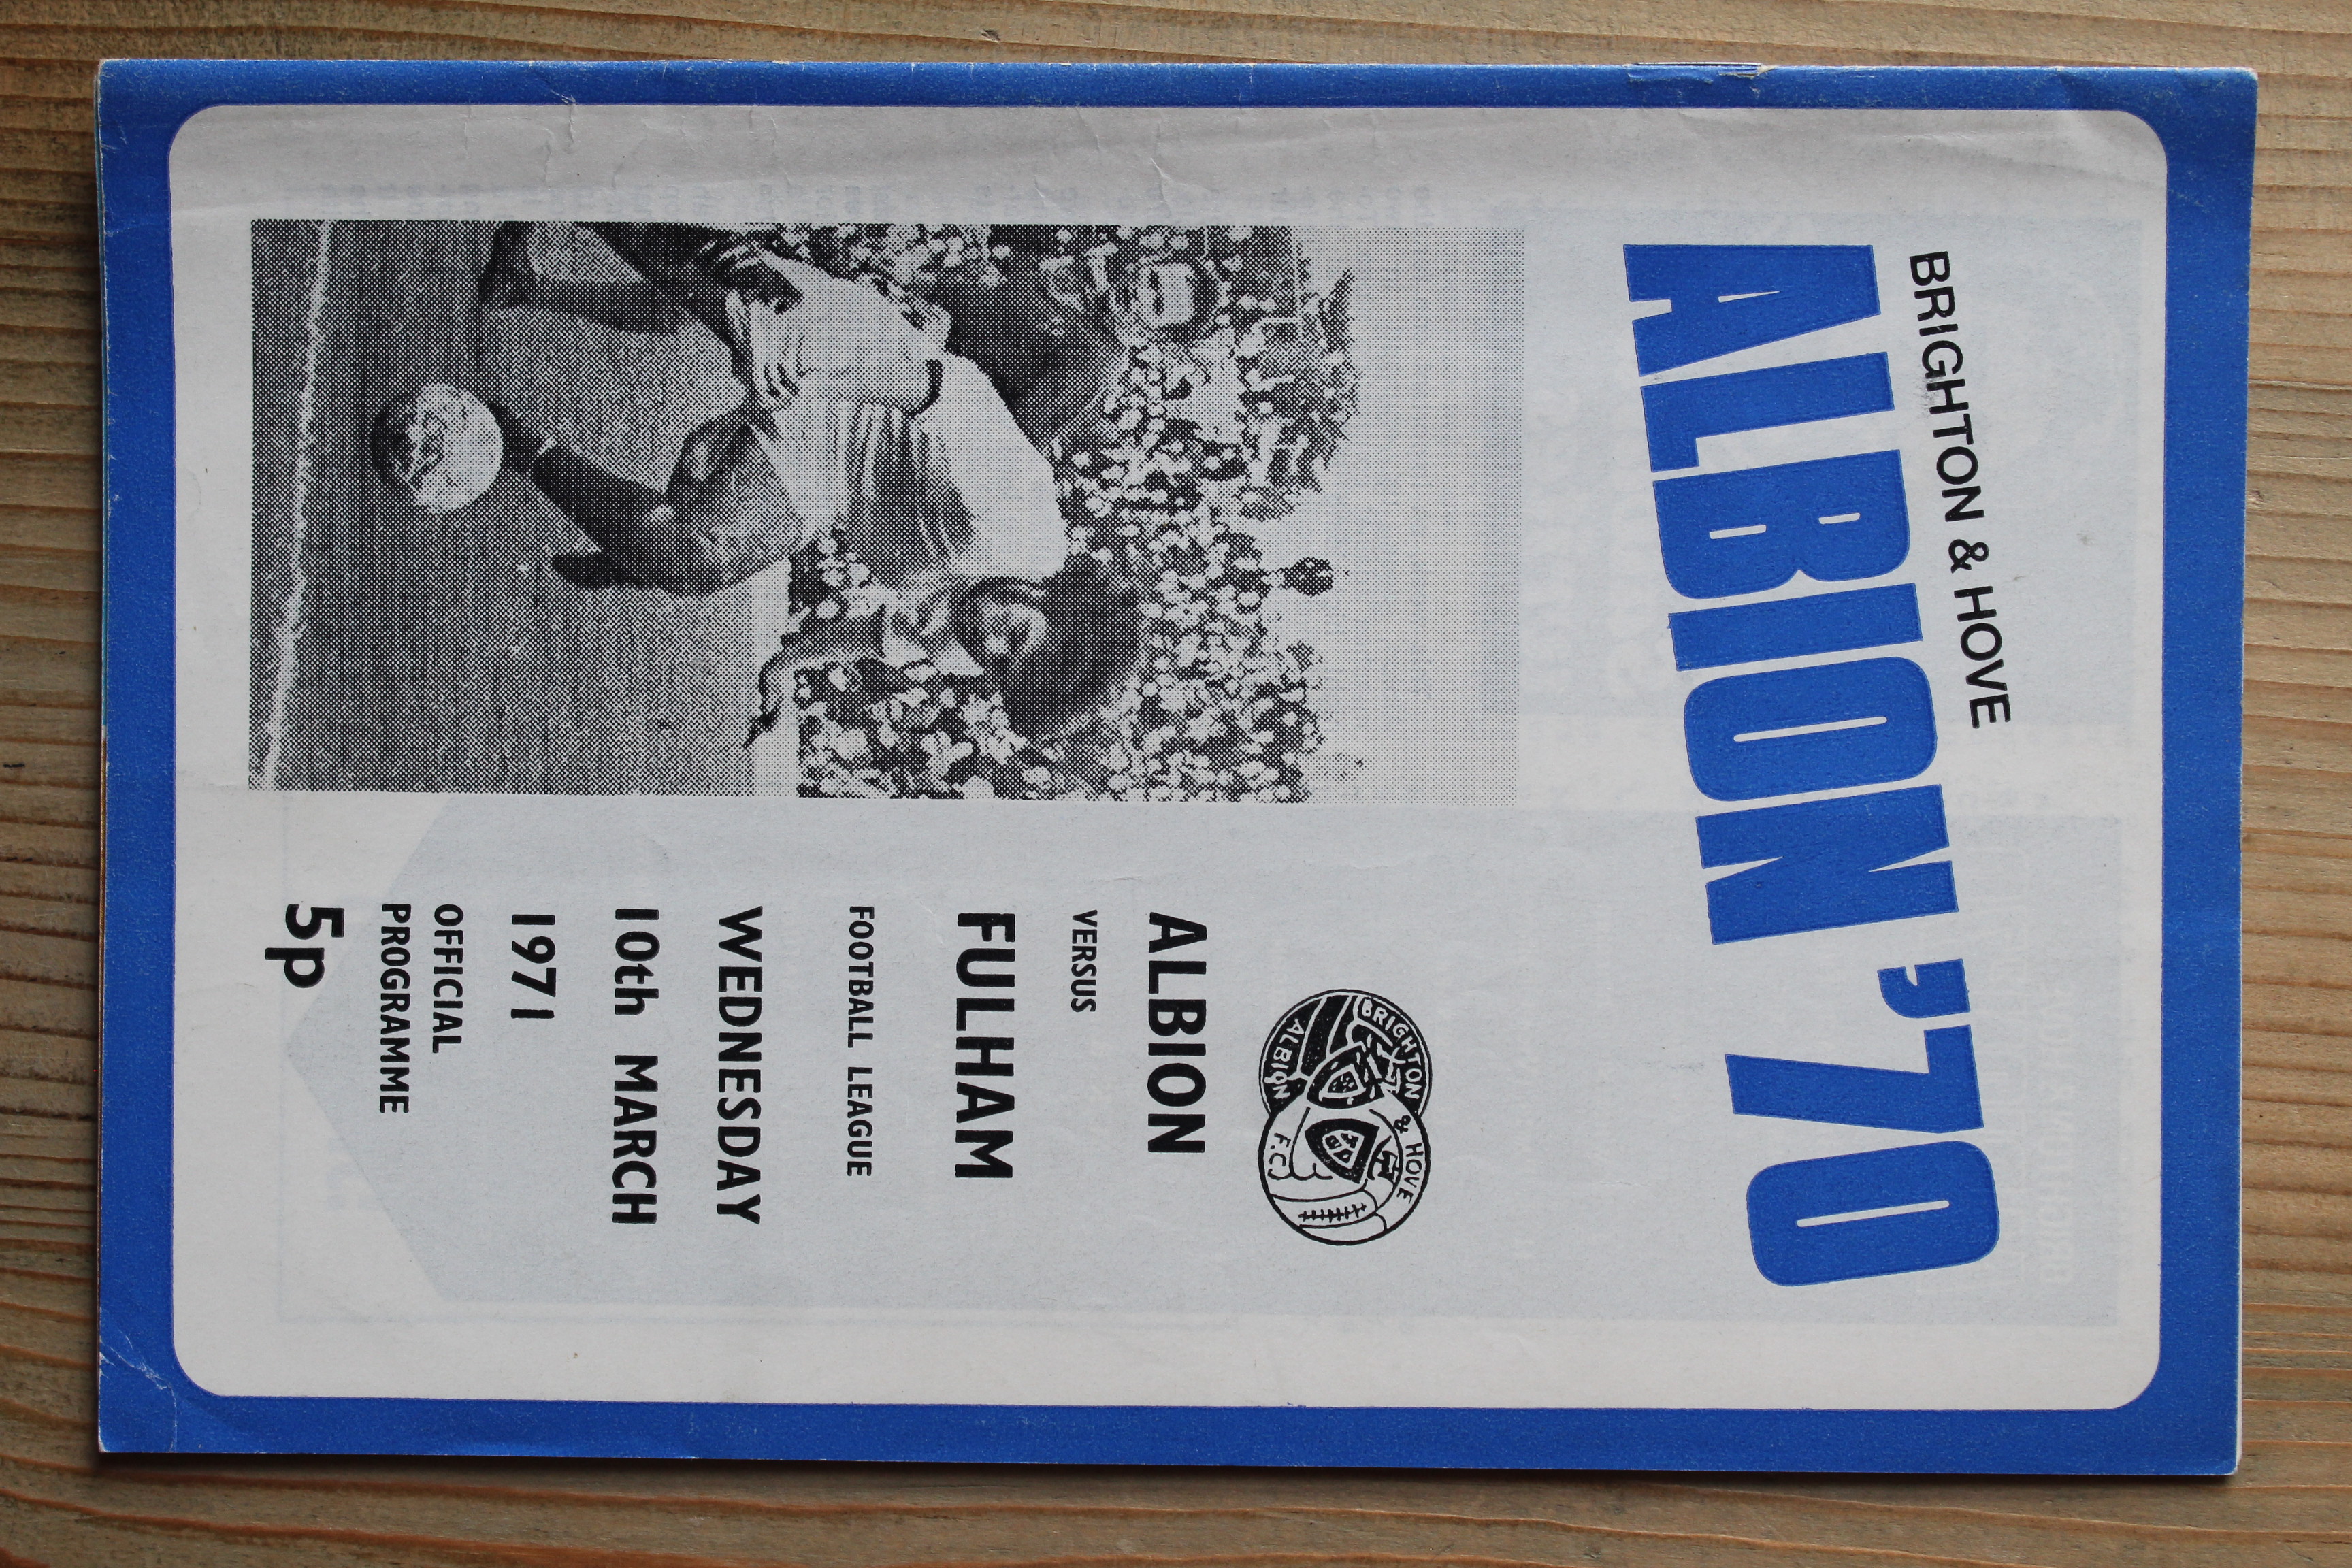 BRIGHTON & HOVE
ALBION '70
BRIGHTON & HOVE
ALBION F.C.
ALBION
VERSUS
FULHAM
FOOTBALL LEAGUE
WEDNESDAY
10th MARCH
1971
OFFICIAL
PROGRAMME
5p